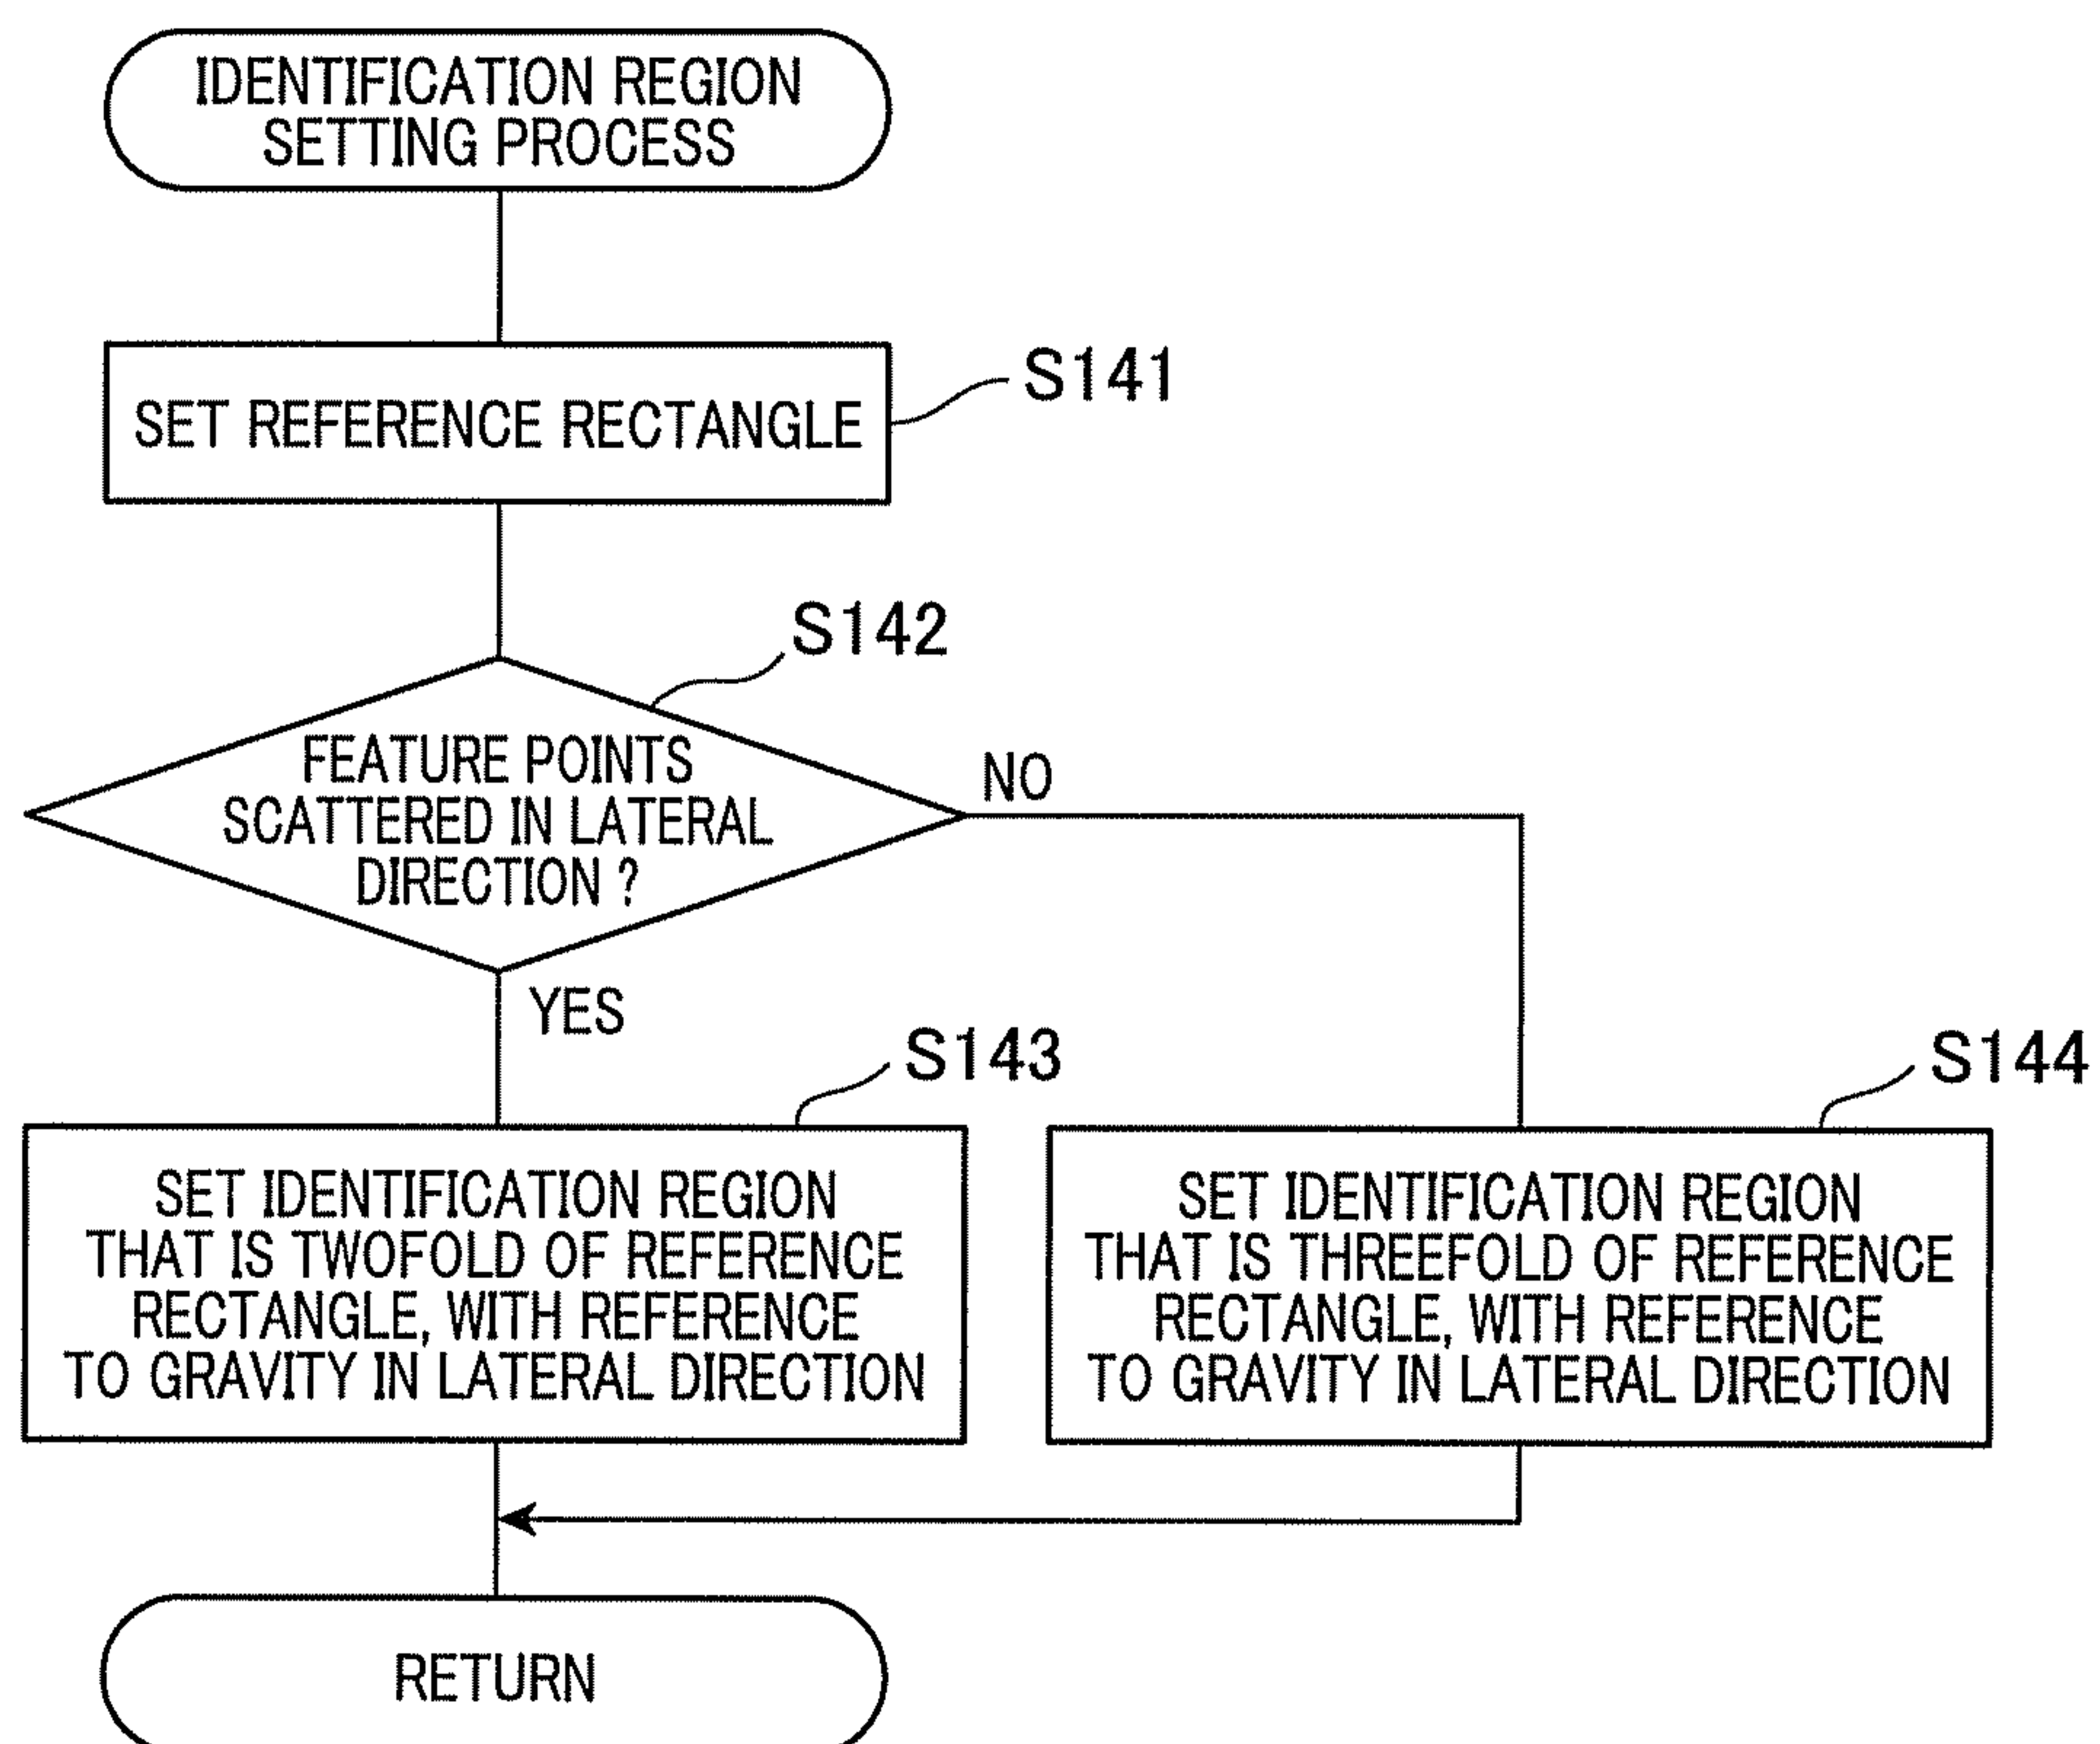 IDENTIFICATION REGION
SETTING PROCESS
S141
SET REFERENCE RECTANGLE
S142
FEATURE POINTS
SCATTERED IN LATERAL
DIRECTION ?
NO
YES
S143
SET IDENTIFICATION REGION
THAT IS TWOFOLD OF REFERENCE
RECTANGLE, WITH REFERENCE
TO GRAVITY IN LATERAL DIRECTION
S144
SET IDENTIFICATION REGION
THAT IS THREEFOLD OF REFERENCE
RECTANGLE, WITH REFERENCE
TO GRAVITY IN LATERAL DIRECTION
RETURN